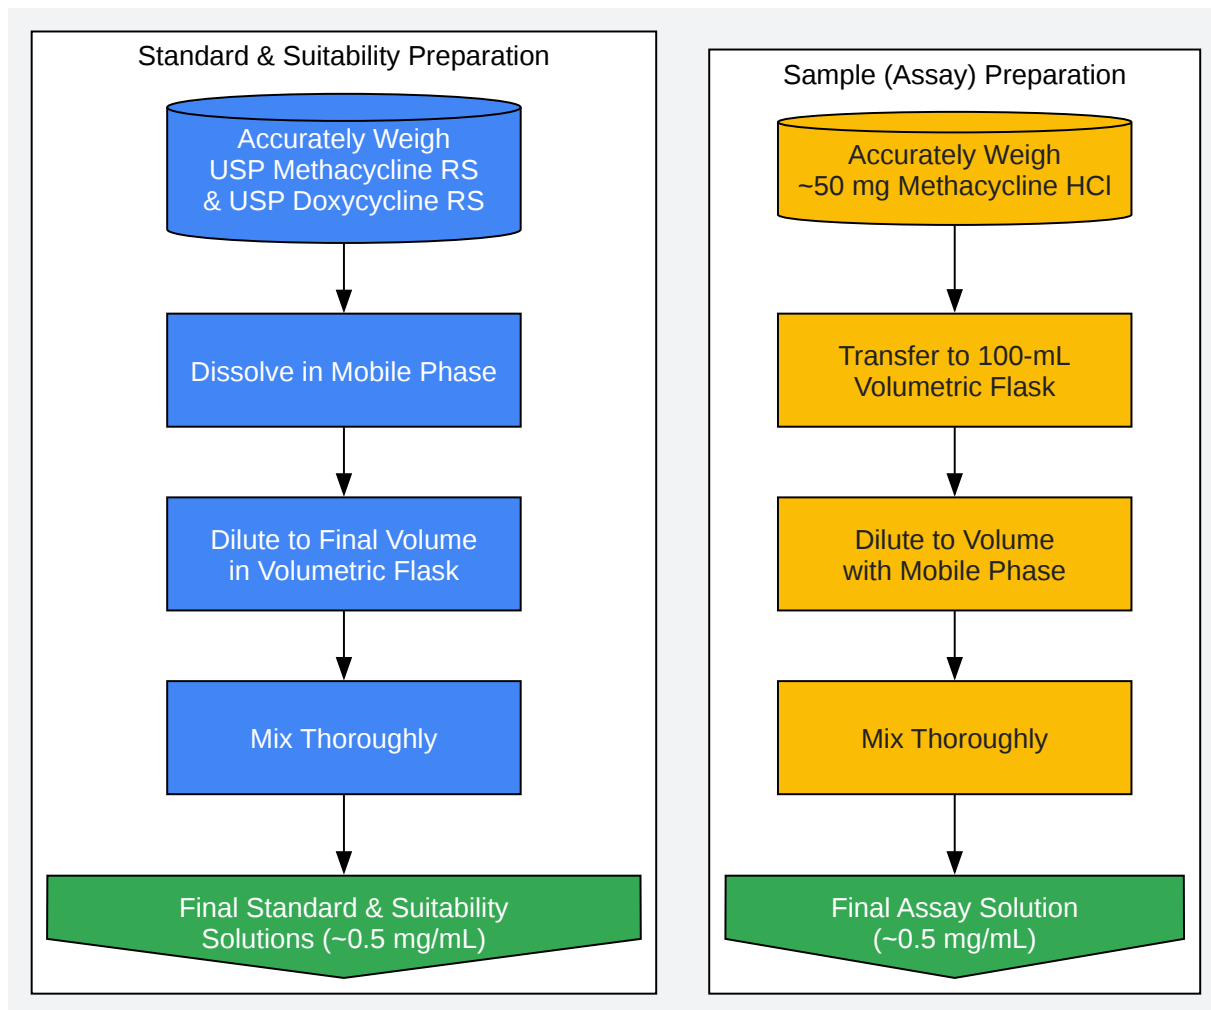 Standard & Suitability Preparation
Accurately Weigh
USP Methacycline RS
& USP Doxycycline RS
Dissolve in Mobile Phase
Dilute to Final Volume
in Volumetric Flask
Mix Thoroughly
Final Standard & Suitability
Solutions (~0.5 mg/mL)
Sample (Assay) Preparation
Accurately Weigh
~50 mg Methacycline HCl
Transfer to 100-mL
Volumetric Flask
Dilute to Volume
with Mobile Phase
Mix Thoroughly
Final Assay Solution
(~0.5 mg/mL)